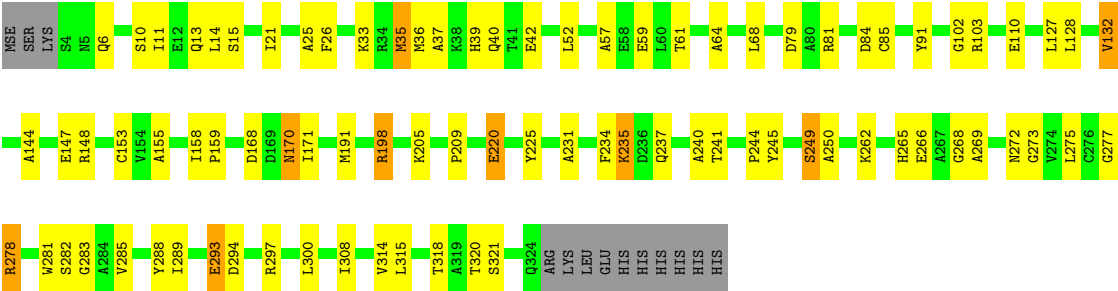 MSE SER LYS S4 N5 Q6 S10 I11 E12 Q13 L14 S15 I21 A25 F26 K33 R34 M35 M36 A37 K38 H39 Q40 T41 E42 L52 A57 E58 E59 L60 T61 A64 L68 D79 A80 R81 D84 C85 Y91 G102 R103 E110 L127 L128 V132
A144 E147 R148 C153 V154 A155 I158 P159 D168 D169 N170 I171 M191 R198 K205 P209 E220 Y225 A231 F234 K235 D236 Q237 A240 T241 P244 Y245 S249 A250 K262 H265 E266 A267 G268 A269 N272 G273 V274 L275 C276 G277
R278 W281 S282 G283 A284 V285 Y288 I289 E293 D294 R297 L300 I308 V314 L315 T318 A319 T320 S321 Q324 ARG LYS LEU GLU HIS HIS HIS HIS HIS HIS